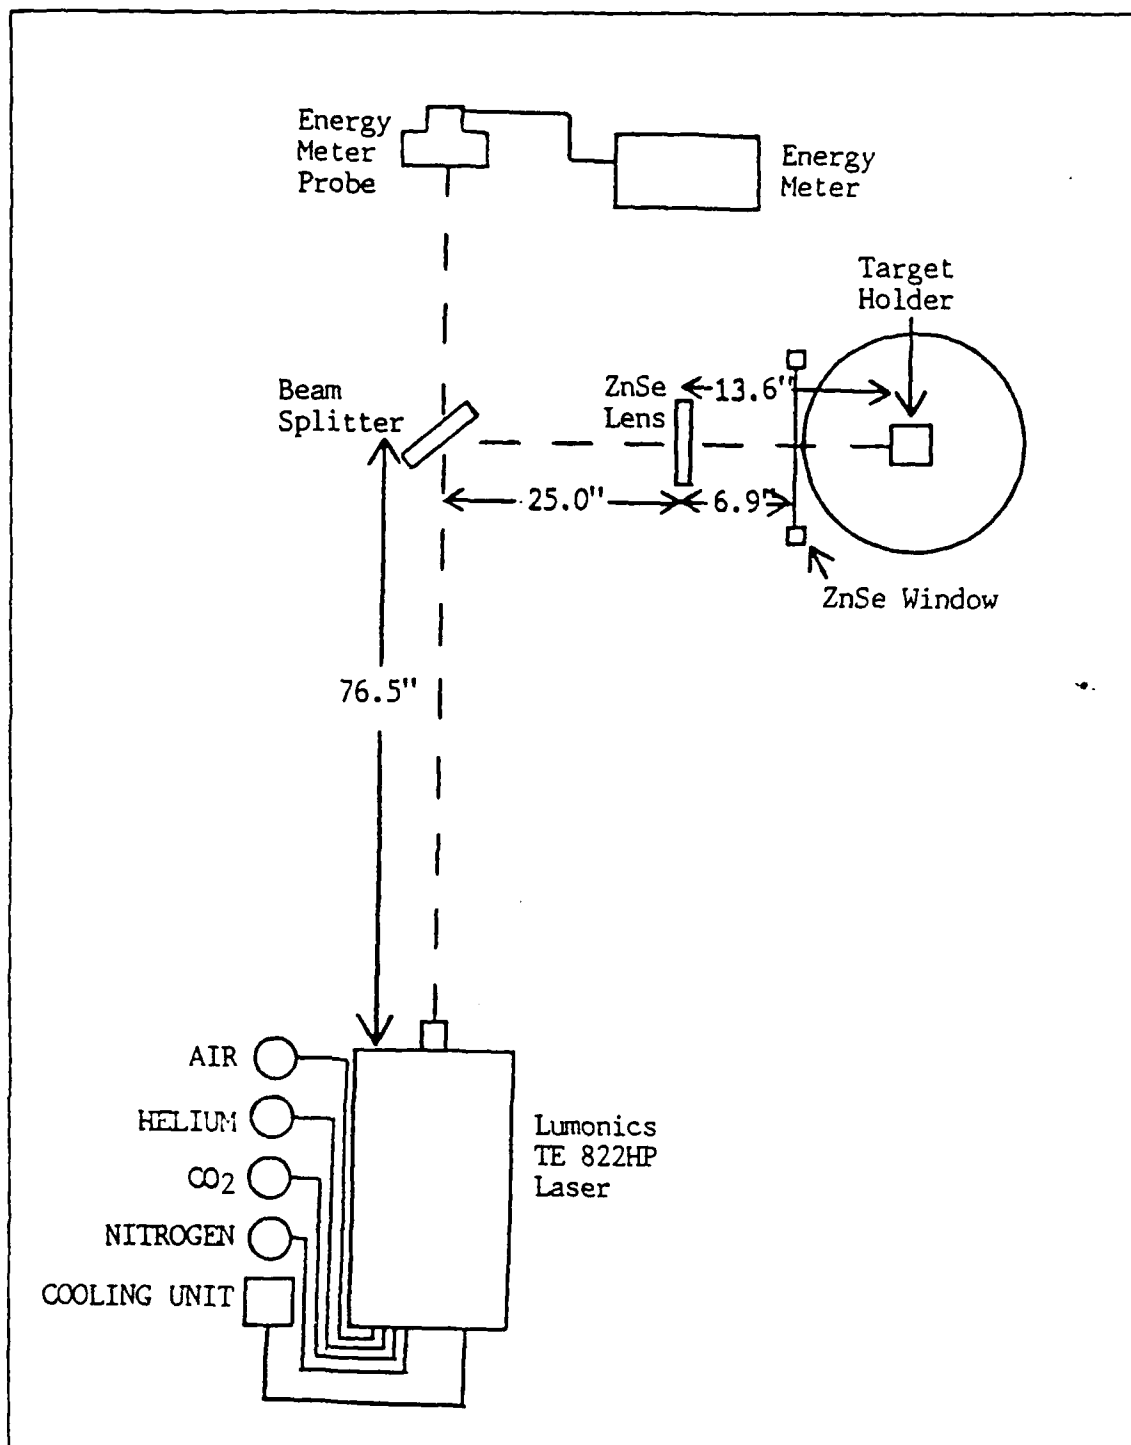 Energy
Meter
Probe
Energy
Meter
Target
Holder
Beam
Splitter
ZnSe
Lens
13.6"
25.0"
6.9"
ZnSe Window
76.5"
AIR
HELIUM
CO2
NITROGEN
COOLING UNIT
Lumonics
TE 822HP
Laser